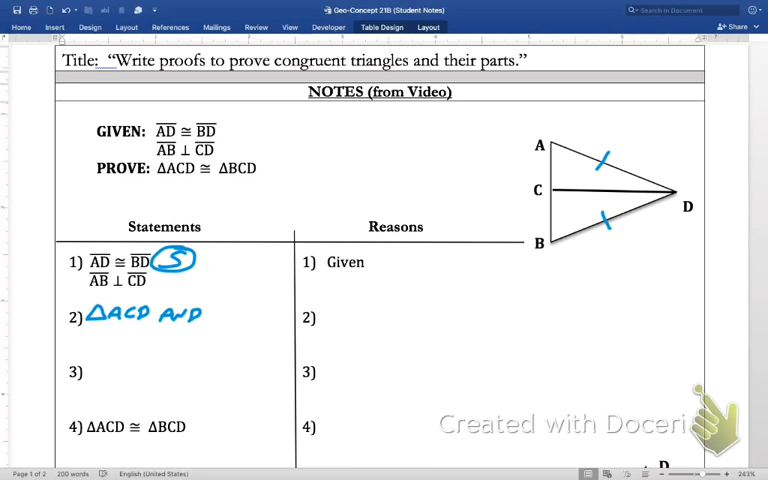 Geo-Concept 21B (Student Notes)
Search in Document
Home Insert Design Layout References Mailings Review View Developer Table Design Layout Share
Title: “Write proofs to prove congruent triangles and their parts.”
NOTES (from Video)
GIVEN: AD ≅ BD
AB ⊥ CD
PROVE: ΔACD ≅ ΔBCD
A
C
D
B
Statements Reasons
1) AD ≅ BD S 1) Given
AB ⊥ CD
2) ΔACD AND 2)
3) 3)
Created with Doceri
4) ΔACD ≅ ΔBCD 4)
D
Page 1 of 2 200 words English (United States) 243%